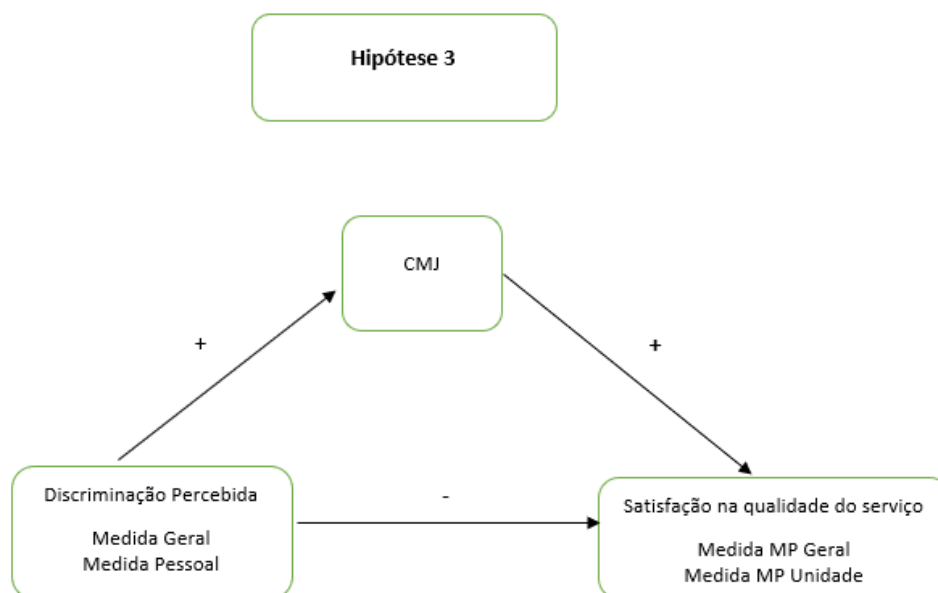 Hipótese 3
CMJ
+
+
Discriminação Percebida
Medida Geral
Medida Pessoal
-
Satisfação na qualidade do serviço
Medida MP Geral
Medida MP Unidade